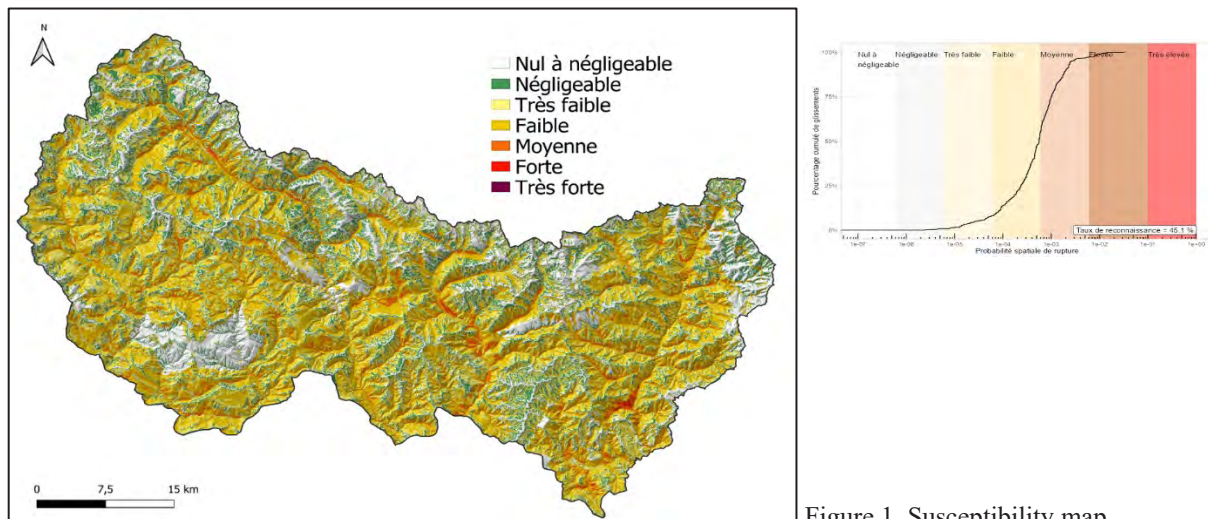 N
Nul à négligeable
Négligeable
Très faible
Faible
Moyenne
Forte
Très forte
0 7,5 15 km
100%
75%
50%
25%
0%
Pourcentage cumulé de glissements
Nul à négligeable
Négligeable
Très faible
Faible
Moyenne
Elevée
Très élevée
Taux de reconnaissance = 45.1 %
1e-07 1e-06 1e-05 1e-04 1e-03 1e-02 1e-01 1e+00
Probabilité spatiale de rupture
Figure 1. Susceptibility map